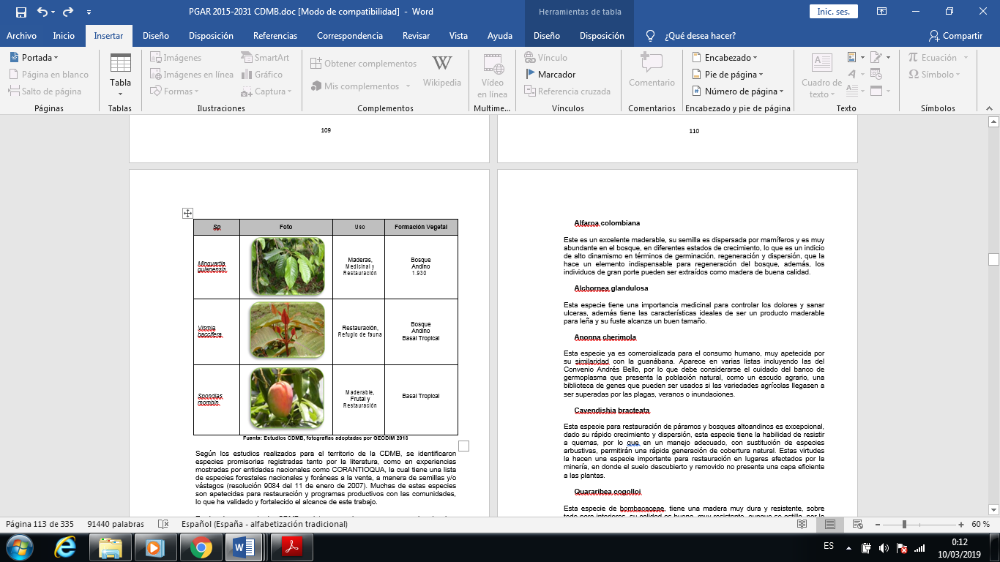 PGAR 2015-2031 CDMB.doc [Modo de compatibilidad] - Word
Herramientas de tabla
Inic. ses.
Archivo Inicio Insertar Diseño Disposición Referencias Correspondencia Revisar Vista Ayuda Diseño Disposición ¿Qué desea hacer? Compartir
Portada
Página en blanco
Salto de página
Páginas
Tabla
Tablas
Imágenes
Imágenes en línea
Formas
SmartArt
Gráfico
Captura
Ilustraciones
Obtener complementos
Mis complementos
W
Wikipedia
Complementos
Vídeo
en línea
Multime...
Vínculo
Marcador
Referencia cruzada
Vínculos
Comentario
Comentarios
Encabezado
Pie de página
Número de página
Encabezado y pie de página
A
Cuadro de
texto
A
Texto
π Ecuación
Ω Símbolo
Símbolos
109
110
Sp Foto Uso Formación Vegetal
Minquartia
guianensis
Maderas,
Medicinal y
Restauración
Bosque
Andino
1.930
Vismia
baccifera
Restauración,
Refugio de fauna
Bosque
Andino
Basal Tropical
Spondias
mombin
Maderable,
Frutal y
Restauración
Basal Tropical
Fuente: Estudios CDMB, fotografías adoptadas por GEODIM 2013
Según los estudios realizados para el territorio de la CDMB, se identificaron
especies promisorias registradas tanto por la literatura, como en experiencias
mostradas por entidades nacionales como CORANTIOQUA, la cual tiene una lista
de especies forestales nacionales y foráneas a la venta, a manera de semillas y/o
vástagos (resolución 9084 del 11 de enero de 2007). Muchas de estas especies
son apetecidas para restauración y programas productivos con las comunidades,
lo que ha validado y fortalecido el alcance de este trabajo.
Alfaroa colombiana
Este es un excelente maderable, su semilla es dispersada por mamíferos y es muy
abundante en el bosque, en diferentes estados de crecimiento, lo que es un indicio
de alto dinamismo en términos de germinación, regeneración y dispersión, que la
hace un elemento indispensable para regeneración del bosque, además, los
individuos de gran porte pueden ser extraídos como madera de buena calidad.
Alchornea glandulosa
Esta especie tiene una importancia medicinal para controlar los dolores y sanar
ulceras, además tiene las características ideales de ser un producto maderable
para leña y su fuste alcanza un buen tamaño.
Anonna cherimola
Esta especie ya es comercializada para el consumo humano, muy apetecida por
su similaridad con la guanábana. Aparece en varias listas incluyendo las del
Convenio Andrés Bello, por lo que debe considerarse el cuidado del banco de
germoplasma que presenta la población natural, como un escudo agrario, una
biblioteca de genes que pueden ser usados si las variedades agrícolas llegasen a
ser superadas por las plagas, veranos o inundaciones.
Cavendishia bracteata
Esta especie para restauración de páramos y bosques altoandinos es excepcional,
dado su rápido crecimiento y dispersión, esta especie tiene la habilidad de resistir
a quemas, por lo que en un manejo adecuado, con sustitución de especies
arbustivas, permitirán una rápida generación de cobertura natural. Estas virtudes
la hacen una especie importante para restauración en lugares afectados por la
minería, en donde el suelo descubierto y removido no presenta una capa eficiente
a las plantas.
Quararibea cogolloi
Esta especie de bombacaceae, tiene una madera muy dura y resistente, sobre
Página 113 de 335 91440 palabras Español (España - alfabetización tradicional) 60 %
ES
0:12
10/03/2019